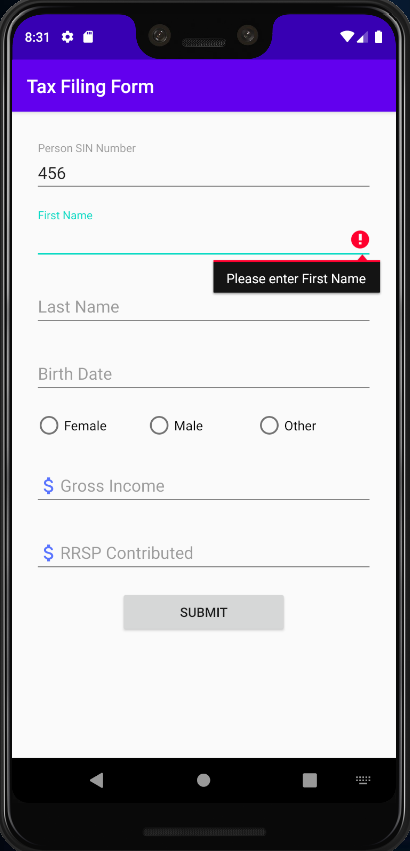 8:31
Tax Filing Form
Person SIN Number
456
First Name
Please enter First Name
Last Name
Birth Date
Female Male Other
$ Gross Income
$ RRSP Contributed
SUBMIT